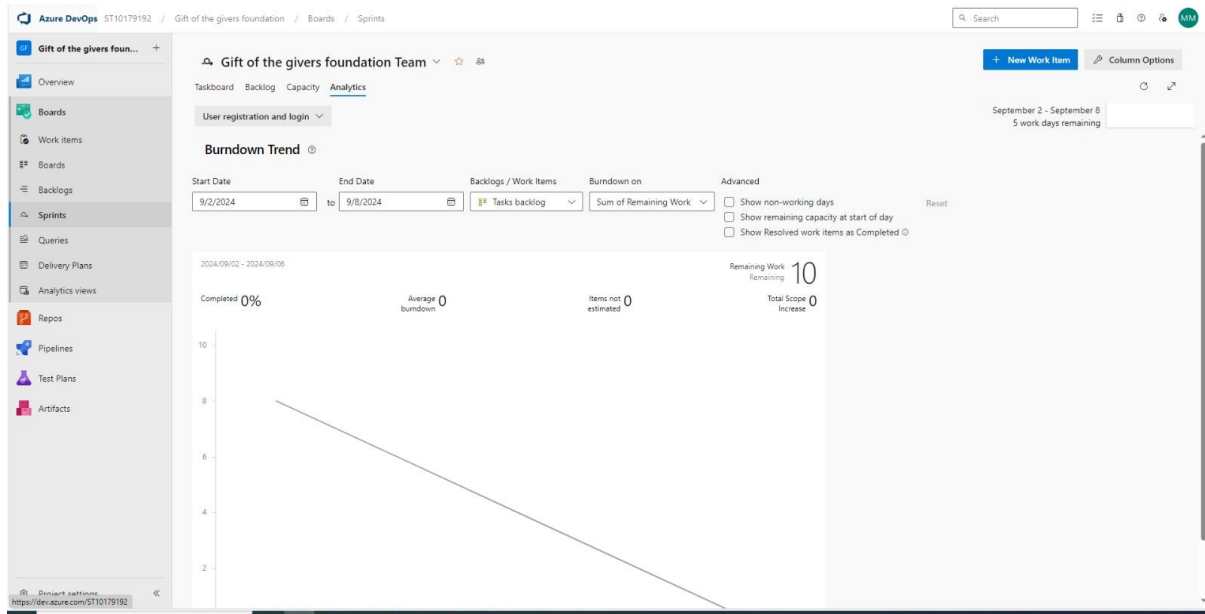 Azure DevOps ST10179192 / Gift of the givers foundation / Boards / Sprints
Search
MM
GF Gift of the givers foun... +
Overview
Boards
Work items
Boards
Backlogs
Sprints
Queries
Delivery Plans
Analytics views
Repos
Pipelines
Test Plans
Artifacts
Project settings
https://dev.azure.com/ST10179192
Gift of the givers foundation Team
+ New Work Item
Column Options
Taskboard Backlog Capacity Analytics
User registration and login
September 2 - September 8
5 work days remaining
Burndown Trend
Start Date End Date Backlogs / Work Items Burndown on Advanced
9/2/2024 to 9/8/2024 Tasks backlog Sum of Remaining Work
Show non-working days
Show remaining capacity at start of day
Show Resolved work items as Completed
Reset
2024/09/02 - 2024/09/06
Remaining Work
Remaining
10
Completed 0%
Average
burndown
0
Items not
estimated
0
Total Scope
Increase
0
10
8
6
4
2